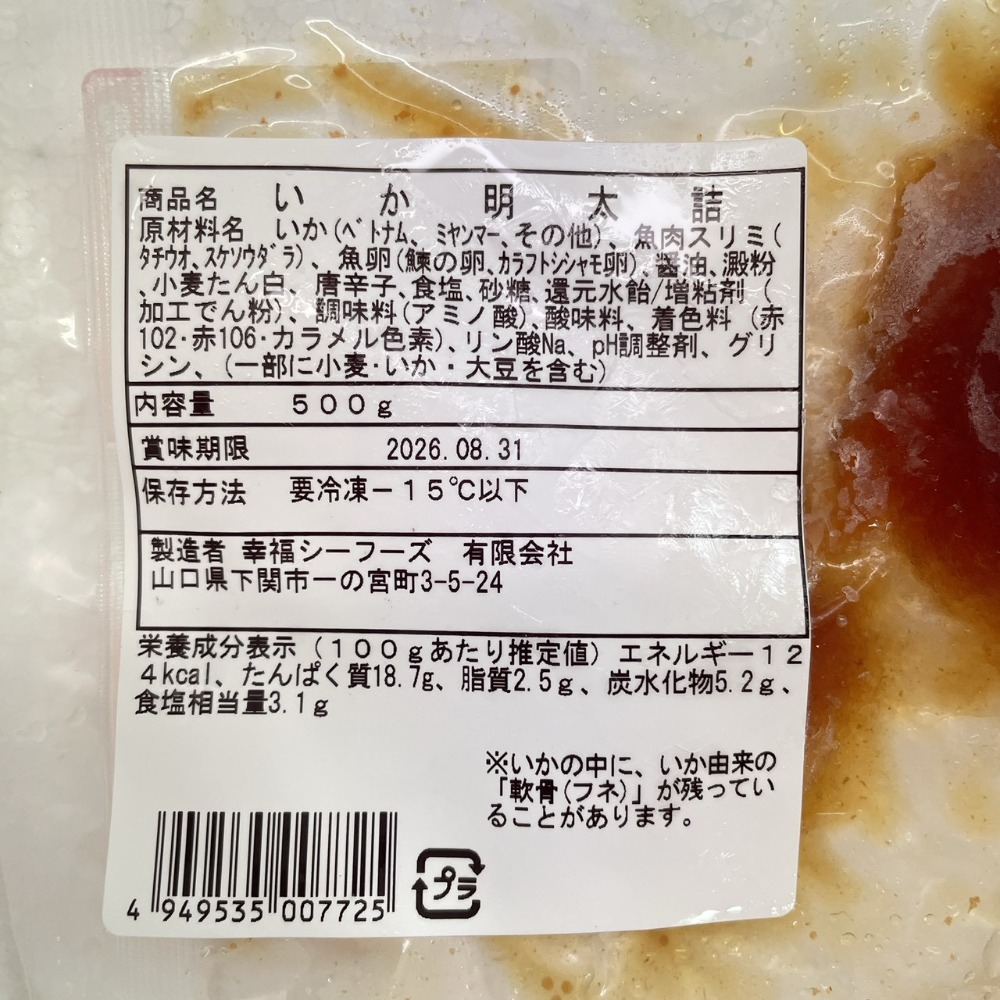 商品名 いか明太詰
原材料名 いか(ベトナム、ミャンマー、その他)、魚肉スリミ(
タチウオ、スケソウダラ)、魚卵(鰊の卵、カラフトシシャモ卵)、醤油、澱粉
、小麦たん白、唐辛子、食塩、砂糖、還元水飴/増粘剤(
加工でん粉)、調味料(アミノ酸)、酸味料、着色料(赤
102・赤106・カラメル色素)、リン酸Na、pH調整剤、グリ
シン、(一部に小麦・いか・大豆を含む)
内容量 500g
賞味期限 2026.08.31
保存方法 要冷凍-15℃以下
製造者 幸福シーフーズ 有限会社
山口県下関市一の宮町3-5-24
栄養成分表示(100gあたり推定値)エネルギー12
4kcal、たんぱく質18.7g、脂質2.5g、炭水化物5.2g、
食塩相当量3.1g
※いかの中に、いか由来の
「軟骨(フネ)」が残ってい
ることがあります。
4 949535 007725
プラ